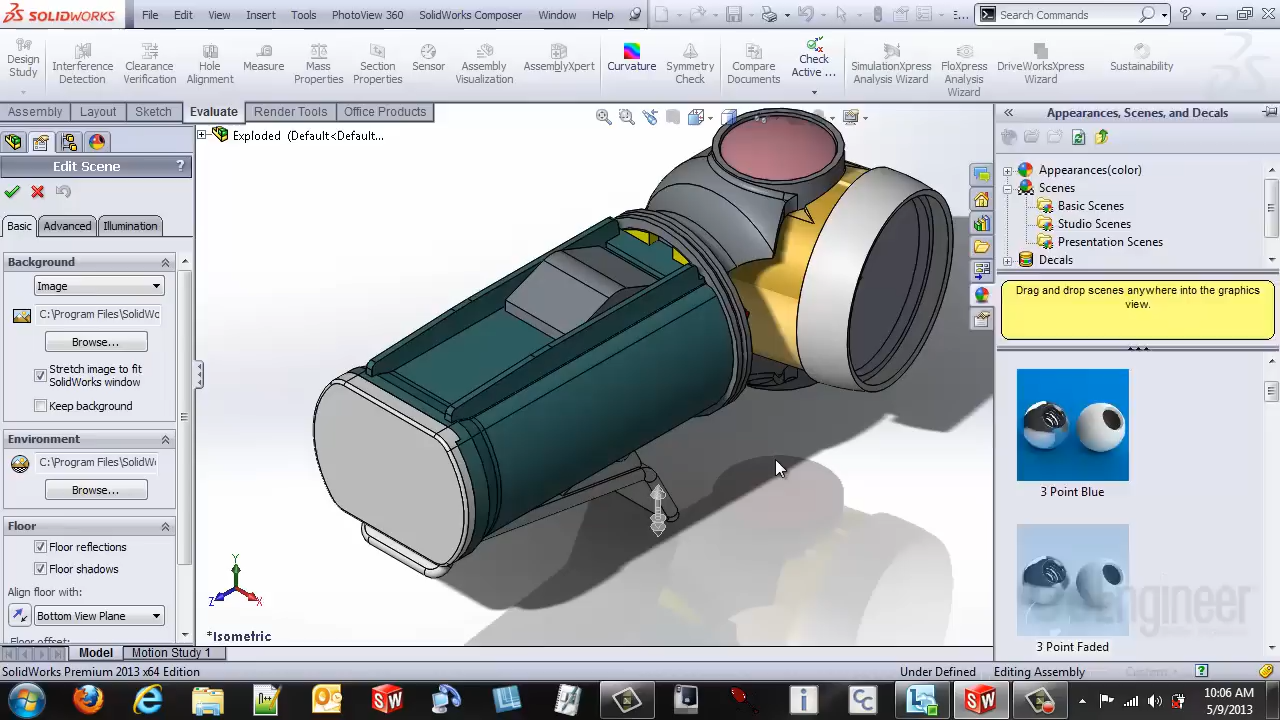 SOLIDWORKS File Edit View Insert Tools PhotoView 360 SolidWorks Composer Window Help E... Search Commands ?
Design Study
Interference Detection
Clearance Verification
Hole Alignment
Measure
Mass Properties
Section Properties
Sensor
Assembly Visualization
AssemblyXpert
Curvature
Symmetry Check
Compare Documents
Check Active ...
SimulationXpress Analysis Wizard
FloXpress Analysis Wizard
DriveWorksXpress Wizard
Sustainability
Assembly Layout Sketch Evaluate Render Tools Office Products
Exploded (Default<Default...
Edit Scene ?
Basic Advanced Illumination
Background
Image
C:\Program Files\SolidWo
Browse...
Stretch image to fit
SolidWorks window
Keep background
Environment
C:\Program Files\SolidW
Browse...
Floor
Floor reflections
Floor shadows
Align floor with:
Bottom View Plane
Floor offset:
Y
Z
X
*Isometric
Appearances, Scenes, and Decals
Appearances(color)
Scenes
Basic Scenes
Studio Scenes
Presentation Scenes
Decals
Drag and drop scenes anywhere into the graphics
view.
3 Point Blue
3 Point Faded
Model Motion Study 1
SolidWorks Premium 2013 x64 Edition
Under Defined Editing Assembly Custom ?
10:06 AM
5/9/2013